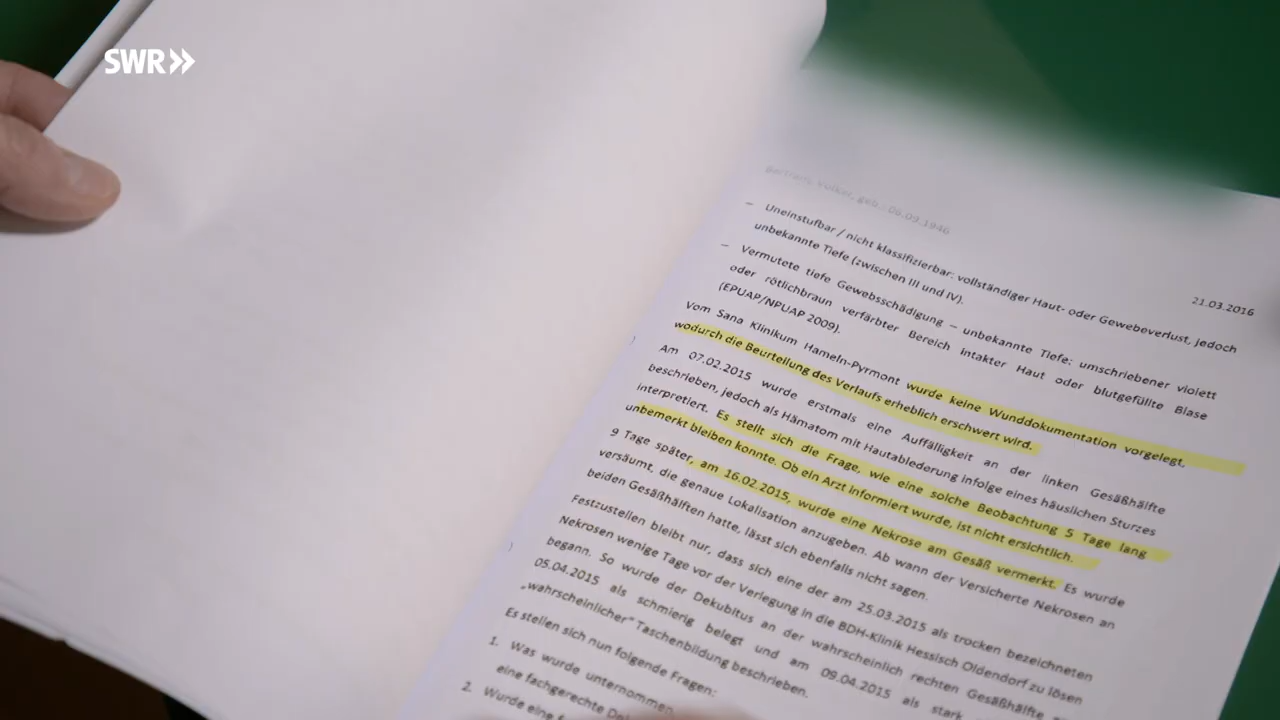 SWR
Bertram, Volker, geb.: 06.09.1946
21.03.2016
– Uneinstufbar / nicht klassifizierbar: vollständiger Haut- oder Gewebeverlust, jedoch
unbekannte Tiefe (zwischen III und IV).
– Vermutete tiefe Gewebsschädigung – unbekannte Tiefe: umschriebener violett
oder rötlichbraun verfärbter Bereich intakter Haut oder blutgefüllte Blase
(EPUAP/NPUAP 2009).
Vom Sana Klinikum Hameln-Pyrmont wurde keine Wunddokumentation vorgelegt,
wodurch die Beurteilung des Verlaufs erheblich erschwert wird.
Am 07.02.2015 wurde erstmals eine Auffälligkeit an der linken Gesäßhälfte
beschrieben, jedoch als Hämatom mit Hautablederung infolge eines häuslichen Sturzes
interpretiert. Es stellt sich die Frage, wie eine solche Beobachtung 5 Tage lang
unbemerkt bleiben konnte. Ob ein Arzt informiert wurde, ist nicht ersichtlich.
9 Tage später, am 16.02.2015, wurde eine Nekrose am Gesäß vermerkt. Es wurde
versäumt, die genaue Lokalisation anzugeben. Ab wann der Versicherte Nekrosen an
beiden Gesäßhälften hatte, lässt sich ebenfalls nicht sagen.
Festzustellen bleibt nur, dass sich eine der am 25.03.2015 als trocken bezeichneten
Nekrosen wenige Tage vor der Verlegung in die BDH-Klinik Hessisch Oldendorf zu lösen
begann. So wurde der Dekubitus an der wahrscheinlich rechten Gesäßhälfte
05.04.2015 als schmierig belegt und am 09.04.2015 als stark
„wahrscheinlicher“ Taschenbildung beschrieben.
Es stellen sich nun folgende Fragen:
1. Was wurde unternommen
eine fachgerechte
2. Wurde eine